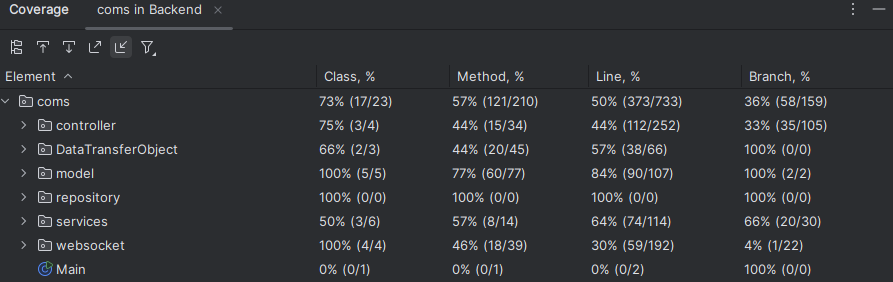 Coverage coms in Backend ×
Element Class, % Method, % Line, % Branch, %
coms 73% (17/23) 57% (121/210) 50% (373/733) 36% (58/159)
controller 75% (3/4) 44% (15/34) 44% (112/252) 33% (35/105)
DataTransferObject 66% (2/3) 44% (20/45) 57% (38/66) 100% (0/0)
model 100% (5/5) 77% (60/77) 84% (90/107) 100% (2/2)
repository 100% (0/0) 100% (0/0) 100% (0/0) 100% (0/0)
services 50% (3/6) 57% (8/14) 64% (74/114) 66% (20/30)
websocket 100% (4/4) 46% (18/39) 30% (59/192) 4% (1/22)
Main 0% (0/1) 0% (0/1) 0% (0/2) 100% (0/0)